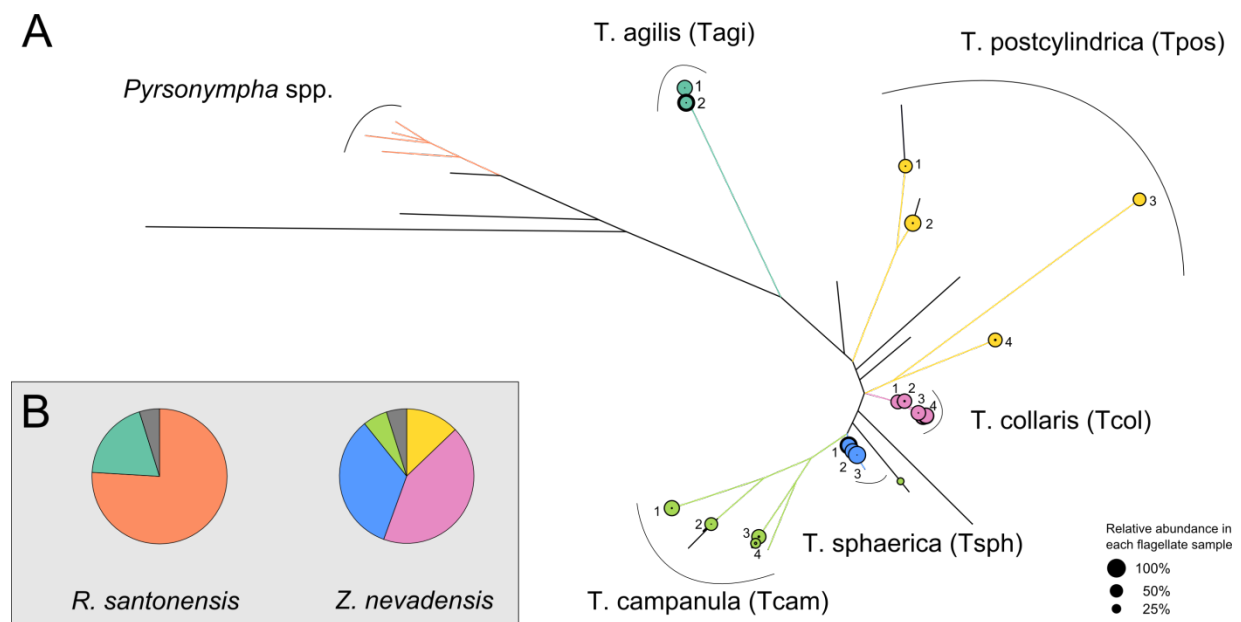 A
T. agilis (Tagi)
T. postcylindrica (Tpos)
Pyrsonympha spp.
1
2
1
2
3
4
1 2
3
4
T. collaris (Tcol)
1
2
3
T. sphaerica (Tsph)
1
2
3
4
T. campanula (Tcam)
B
R. santonensis
Z. nevadensis
Relative abundance in
each flagellate sample
100%
50%
25%